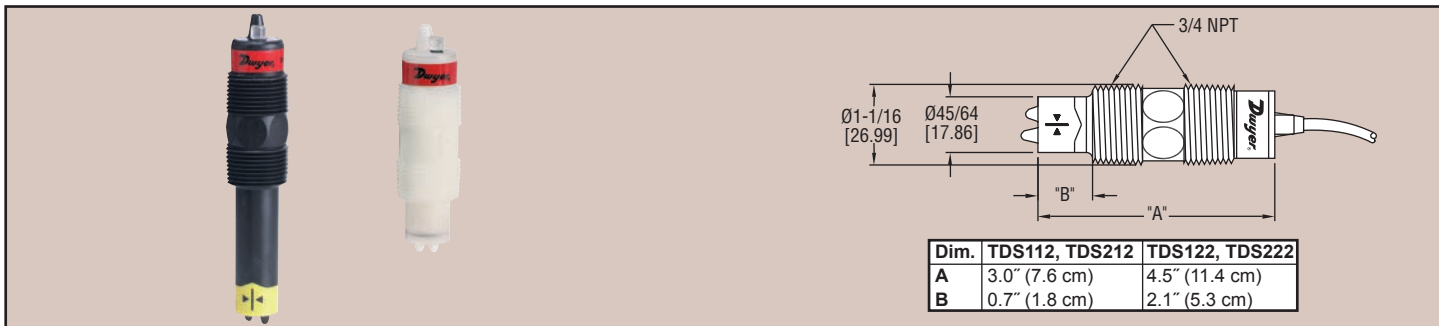 Dwyer
Dwyer
3/4 NPT
Ø1-1/16
[26.99]
Ø45/64
[17.86]
Dwyer
"B"
"A"
Dim. TDS112, TDS212 TDS122, TDS222
A 3.0˝ (7.6 cm) 4.5˝ (11.4 cm)
B 0.7˝ (1.8 cm) 2.1˝ (5.3 cm)